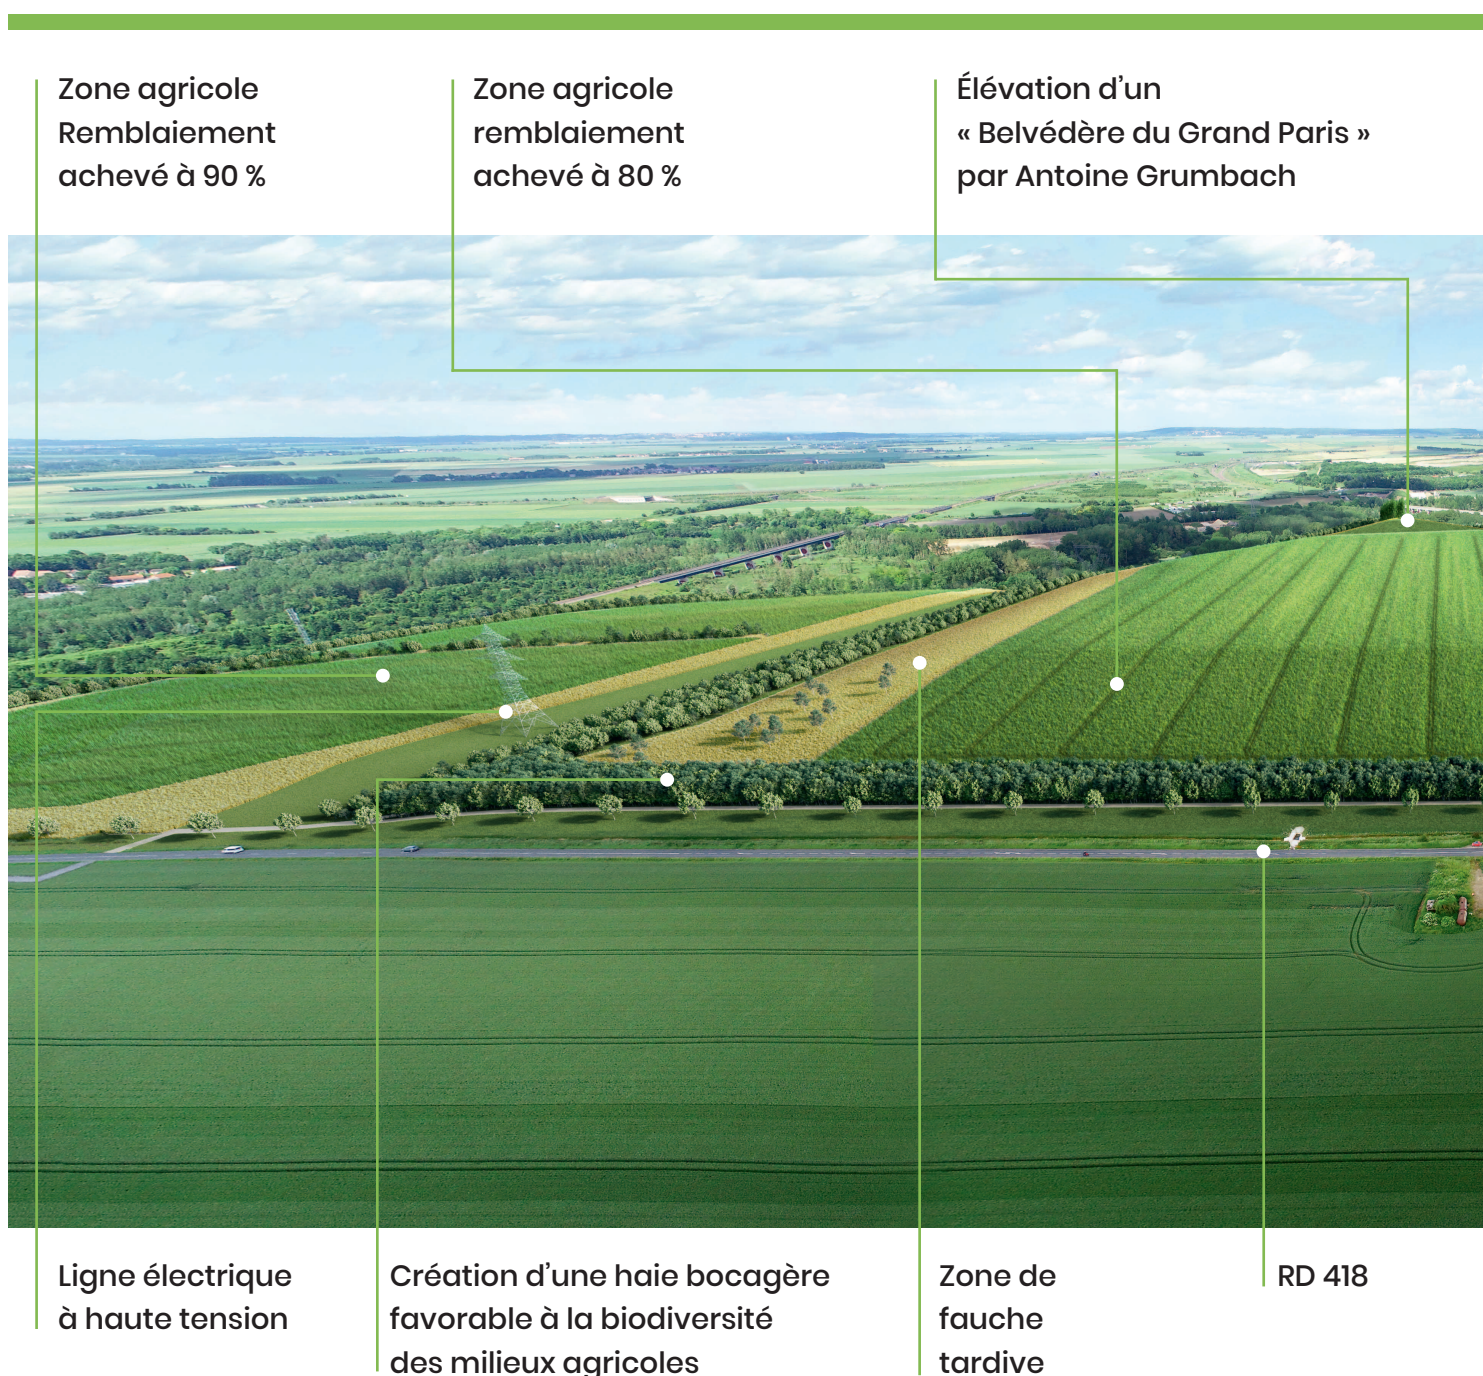 Zone agricole
Remblaiement
achevé à 90 %
Zone agricole
remblaiement
achevé à 80 %
Élévation d’un
« Belvédère du Grand Paris »
par Antoine Grumbach
Ligne électrique
à haute tension
Création d’une haie bocagère
favorable à la biodiversité
des milieux agricoles
Zone de
fauche
tardive
RD 418